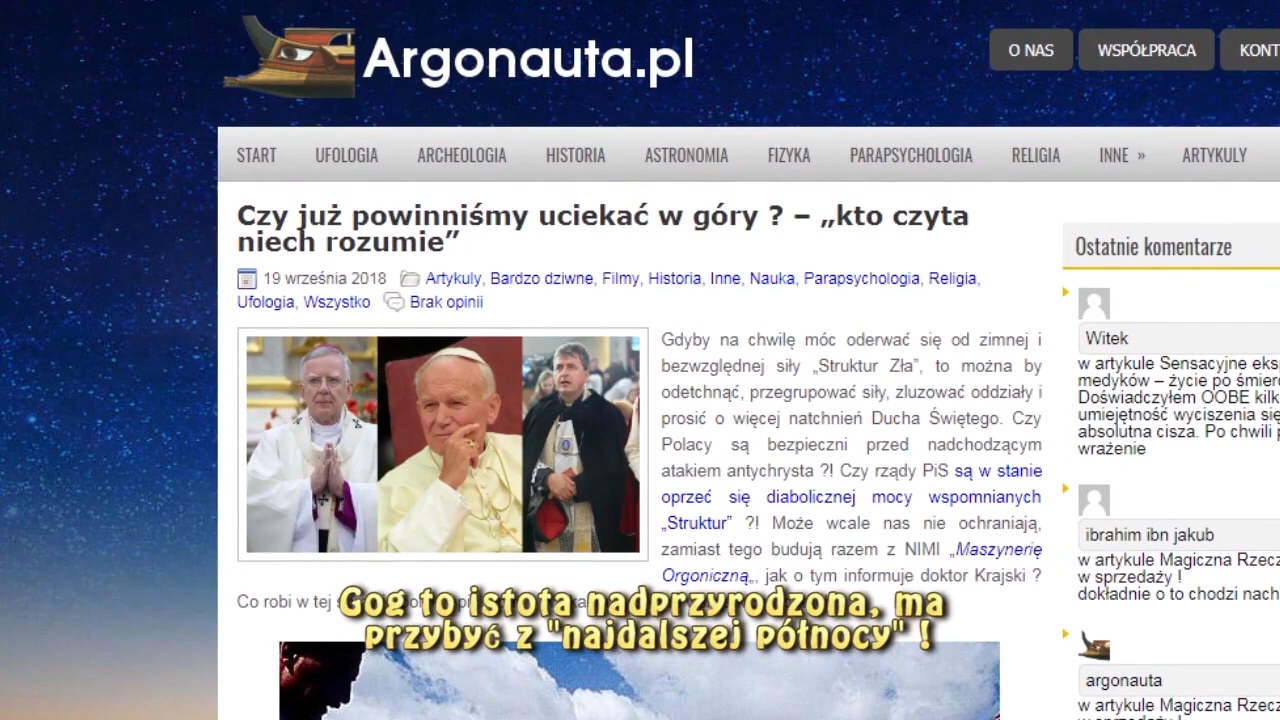 Argonauta.pl
O NAS
WSPÓŁPRACA
KONT
START
UFOLOGIA
ARCHEOLOGIA
HISTORIA
ASTRONOMIA
FIZYKA
PARAPSYCHOLOGIA
RELIGIA
INNE »
ARTYKUŁY
Czy już powinniśmy uciekać w góry ? – „kto czyta
niech rozumie”
19 września 2018 Artykuly, Bardzo dziwne, Filmy, Historia, Inne, Nauka, Parapsychologia, Religia,
Ufologia, Wszystko Brak opinii
Gdyby na chwilę móc oderwać się od zimnej i
bezwzględnej siły „Struktur Zła”, to można by
odetchnąć, przegrupować siły, zluzować oddziały i
prosić o więcej natchnień Ducha Świętego. Czy
Polacy są bezpieczni przed nadchodzącym
atakiem antychrysta ?! Czy rządy PiS są w stanie
oprzeć się diabolicznej mocy wspomnianych
„Struktur” ?! Może wcale nas nie ochraniają,
zamiast tego budują razem z NIMI „Maszynerię
Orgoniczną„, jak o tym informuje doktor Krajski ?
Co robi w tej
Gog to istota nadprzyrodzona, ma
przybyć z "najdalszej północy" !
Ostatnie komentarze
Witek
w artykule Sensacyjne eksp
medyków – życie po śmier
Doświadczyłem OOBE kilk
umiejętność wyciszenia się
absolutna cisza. Po chwili p
wrażenie
ibrahim ibn jakub
w artykule Magiczna Rzecz
w sprzedaży !
dokładnie o to chodzi nach
argonauta
w artykule Magiczna Rzecz